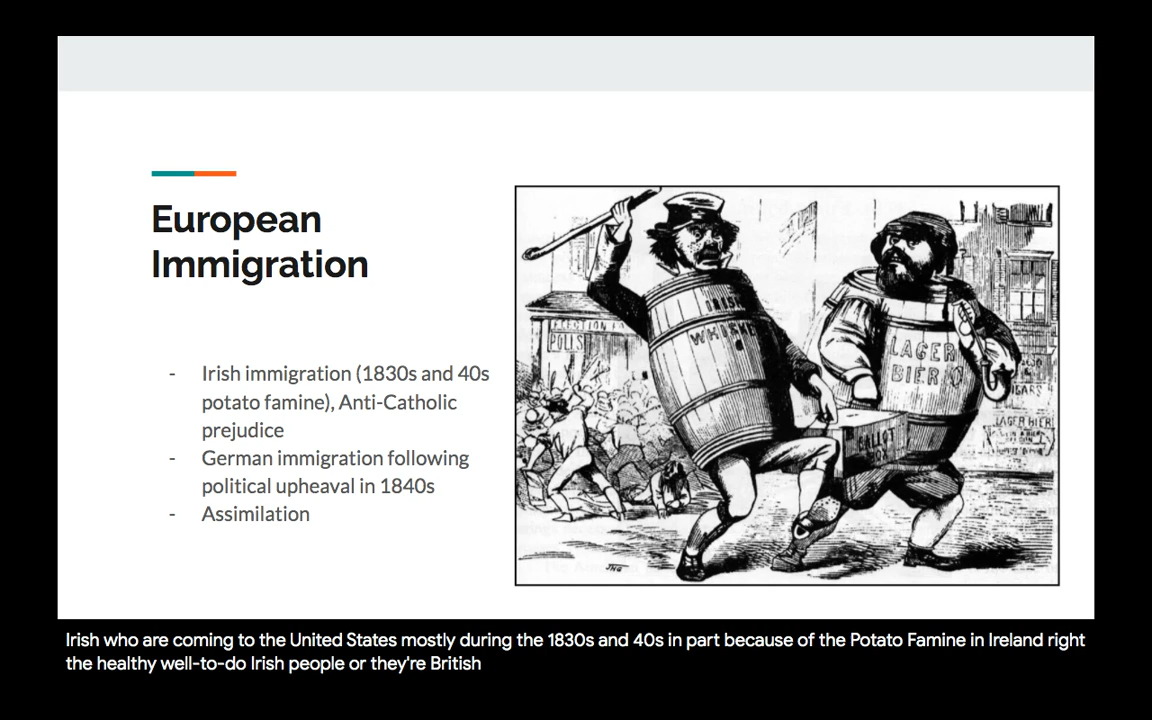 European
Immigration
- Irish immigration (1830s and 40s
potato famine), Anti-Catholic
prejudice
- German immigration following
political upheaval in 1840s
- Assimilation
IRISH
WHISKEY
LAGER
BIER
BALLOT
BOX
ELECTION
POLLS
LAGER BIER
Irish who are coming to the United States mostly during the 1830s and 40s in part because of the Potato Famine in Ireland right
the healthy well-to-do Irish people or they're British